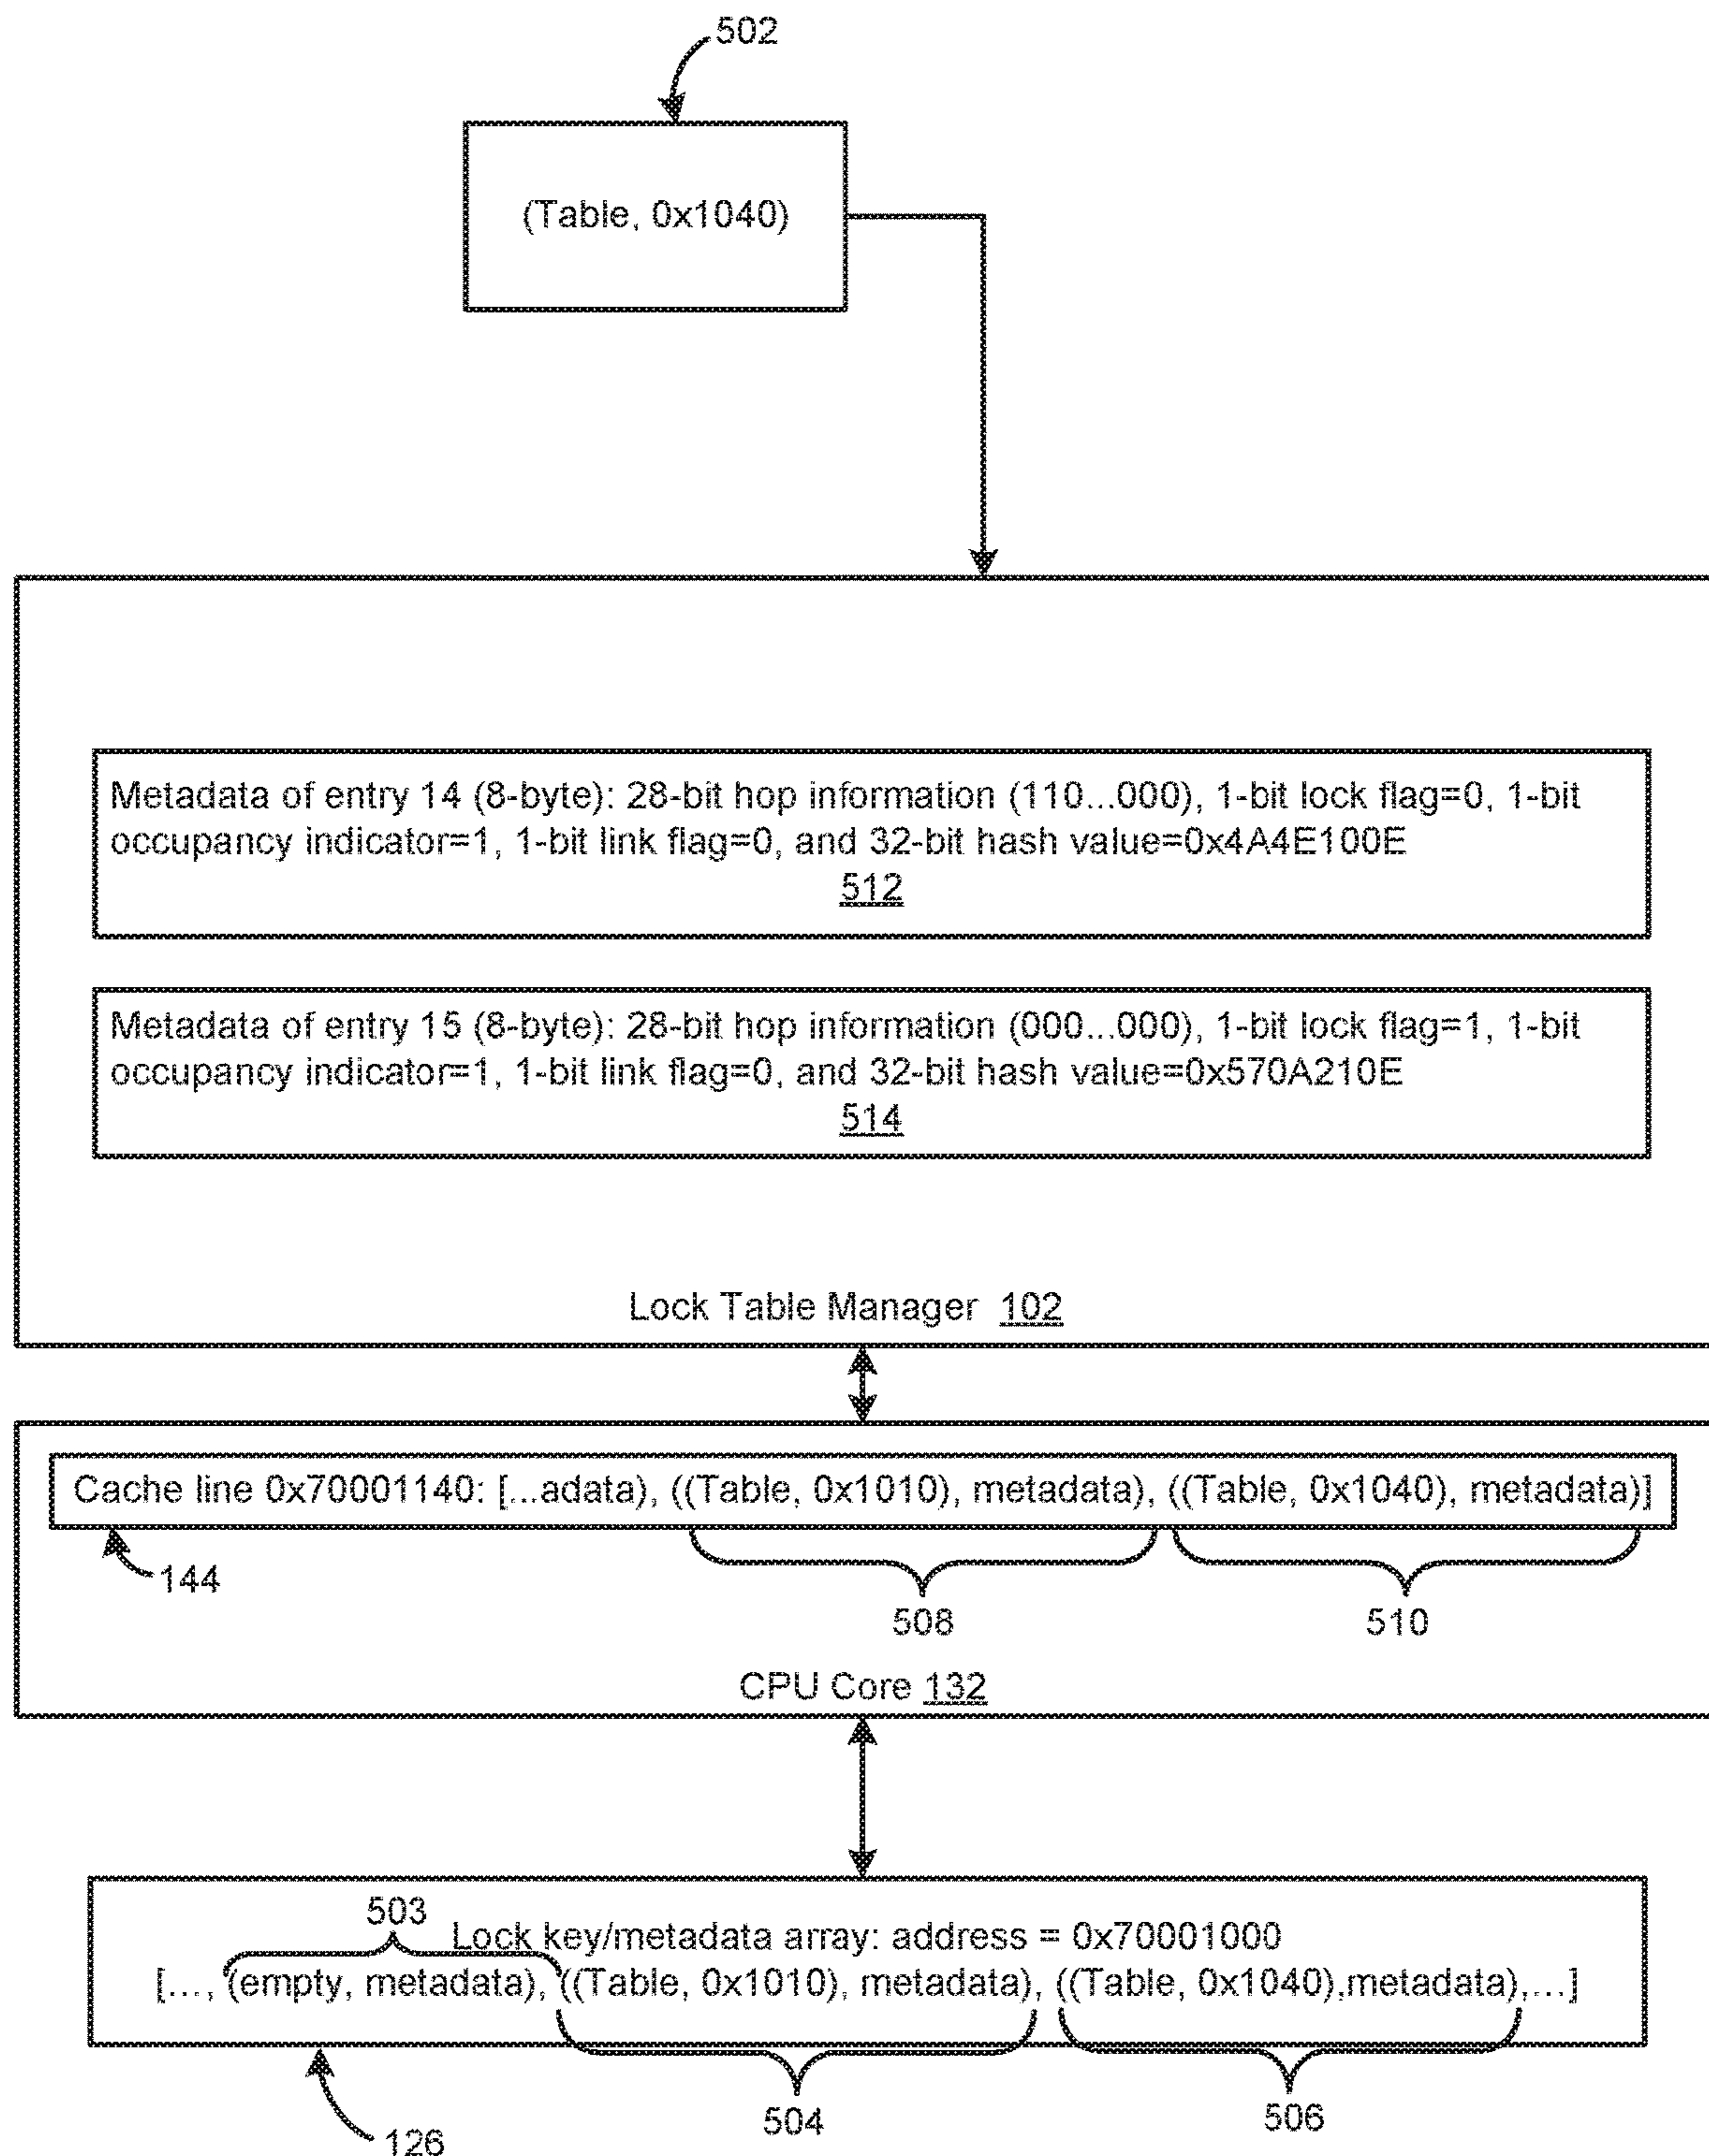 502
(Table, 0x1040)
Metadata of entry 14 (8-byte): 28-bit hop information (110...000), 1-bit lock flag=0, 1-bit
occupancy indicator=1, 1-bit link flag=0, and 32-bit hash value=0x4A4E100E
512
Metadata of entry 15 (8-byte): 28-bit hop information (000...000), 1-bit lock flag=1, 1-bit
occupancy indicator=1, 1-bit link flag=0, and 32-bit hash value=0x570A210E
514
Lock Table Manager 102
Cache line 0x70001140: [...adata), ((Table, 0x1010), metadata), ((Table, 0x1040), metadata)]
144
508
510
CPU Core 132
503
Lock key/metadata array: address = 0x70001000
[..., (empty, metadata), ((Table, 0x1010), metadata), ((Table, 0x1040),metadata),...]
504
506
126